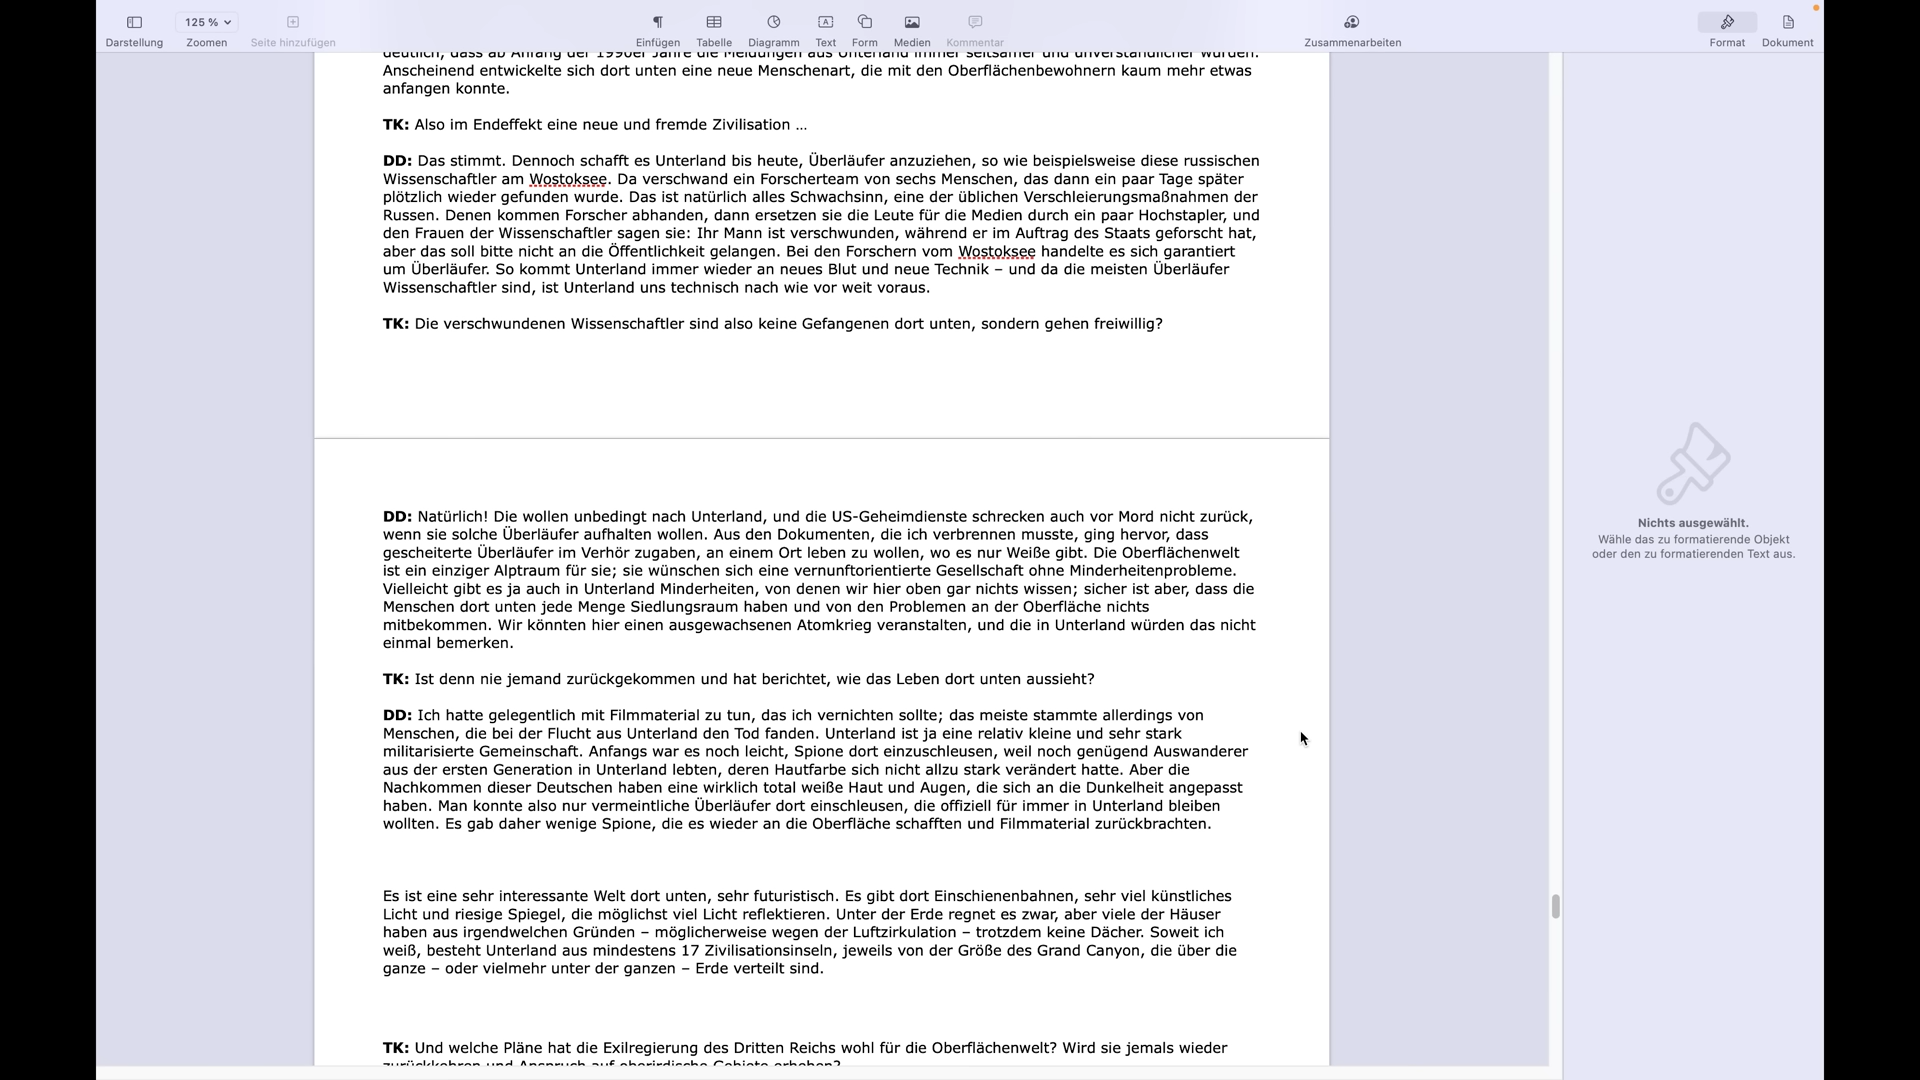 125 %
Darstellung
Zoomen
Seite hinzufügen
Einfügen
Tabelle
Diagramm
Text
Form
Medien
Kommentar
Zusammenarbeiten
Format
Dokument
deutlich, dass ab Anfang der 1990er Jahre die Meldungen aus Unterland immer seltsamer und unverständlicher wurden.
Anscheinend entwickelte sich dort unten eine neue Menschenart, die mit den Oberflächenbewohnern kaum mehr etwas
anfangen konnte.
TK: Also im Endeffekt eine neue und fremde Zivilisation ...
DD: Das stimmt. Dennoch schafft es Unterland bis heute, Überläufer anzuziehen, so wie beispielsweise diese russischen
Wissenschaftler am Wostoksee. Da verschwand ein Forscherteam von sechs Menschen, das dann ein paar Tage später
plötzlich wieder gefunden wurde. Das ist natürlich alles Schwachsinn, eine der üblichen Verschleierungsmaßnahmen der
Russen. Denen kommen Forscher abhanden, dann ersetzen sie die Leute für die Medien durch ein paar Hochstapler, und
den Frauen der Wissenschaftler sagen sie: Ihr Mann ist verschwunden, während er im Auftrag des Staats geforscht hat,
aber das soll bitte nicht an die Öffentlichkeit gelangen. Bei den Forschern vom Wostoksee handelte es sich garantiert
um Überläufer. So kommt Unterland immer wieder an neues Blut und neue Technik – und da die meisten Überläufer
Wissenschaftler sind, ist Unterland uns technisch nach wie vor weit voraus.
TK: Die verschwundenen Wissenschaftler sind also keine Gefangenen dort unten, sondern gehen freiwillig?
DD: Natürlich! Die wollen unbedingt nach Unterland, und die US-Geheimdienste schrecken auch vor Mord nicht zurück,
wenn sie solche Überläufer aufhalten wollen. Aus den Dokumenten, die ich verbrennen musste, ging hervor, dass
gescheiterte Überläufer im Verhör zugaben, an einem Ort leben zu wollen, wo es nur Weiße gibt. Die Oberflächenwelt
ist ein einziger Alptraum für sie; sie wünschen sich eine vernunftorientierte Gesellschaft ohne Minderheitenprobleme.
Vielleicht gibt es ja auch in Unterland Minderheiten, von denen wir hier oben gar nichts wissen; sicher ist aber, dass die
Menschen dort unten jede Menge Siedlungsraum haben und von den Problemen an der Oberfläche nichts
mitbekommen. Wir könnten hier einen ausgewachsenen Atomkrieg veranstalten, und die in Unterland würden das nicht
einmal bemerken.
TK: Ist denn nie jemand zurückgekommen und hat berichtet, wie das Leben dort unten aussieht?
DD: Ich hatte gelegentlich mit Filmmaterial zu tun, das ich vernichten sollte; das meiste stammte allerdings von
Menschen, die bei der Flucht aus Unterland den Tod fanden. Unterland ist ja eine relativ kleine und sehr stark
militarisierte Gemeinschaft. Anfangs war es noch leicht, Spione dort einzuschleusen, weil noch genügend Auswanderer
aus der ersten Generation in Unterland lebten, deren Hautfarbe sich nicht allzu stark verändert hatte. Aber die
Nachkommen dieser Deutschen haben eine wirklich total weiße Haut und Augen, die sich an die Dunkelheit angepasst
haben. Man konnte also nur vermeintliche Überläufer dort einschleusen, die offiziell für immer in Unterland bleiben
wollten. Es gab daher wenige Spione, die es wieder an die Oberfläche schafften und Filmmaterial zurückbrachten.
Es ist eine sehr interessante Welt dort unten, sehr futuristisch. Es gibt dort Einschienenbahnen, sehr viel künstliches
Licht und riesige Spiegel, die möglichst viel Licht reflektieren. Unter der Erde regnet es zwar, aber viele der Häuser
haben aus irgendwelchen Gründen – möglicherweise wegen der Luftzirkulation – trotzdem keine Dächer. Soweit ich
weiß, besteht Unterland aus mindestens 17 Zivilisationsinseln, jeweils von der Größe des Grand Canyon, die über die
ganze – oder vielmehr unter der ganzen – Erde verteilt sind.
TK: Und welche Pläne hat die Exilregierung des Dritten Reichs wohl für die Oberflächenwelt? Wird sie jemals wieder
zurückkehren und Anspruch auf oberirdische Gebiete erheben?
Nichts ausgewählt.
Wähle das zu formatierende Objekt
oder den zu formatierenden Text aus.